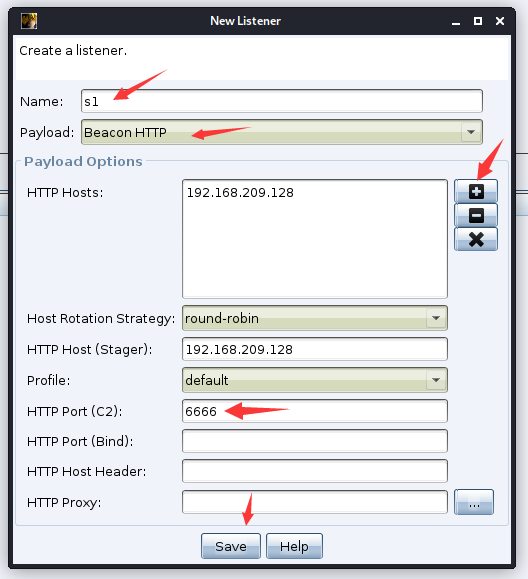 New Listener
Create a listener.
Name: s1
Payload: Beacon HTTP
Payload Options
HTTP Hosts: 192.168.209.128
Host Rotation Strategy: round-robin
HTTP Host (Stager): 192.168.209.128
Profile: default
HTTP Port (C2): 6666
HTTP Port (Bind):
HTTP Host Header:
HTTP Proxy: ...
Save Help